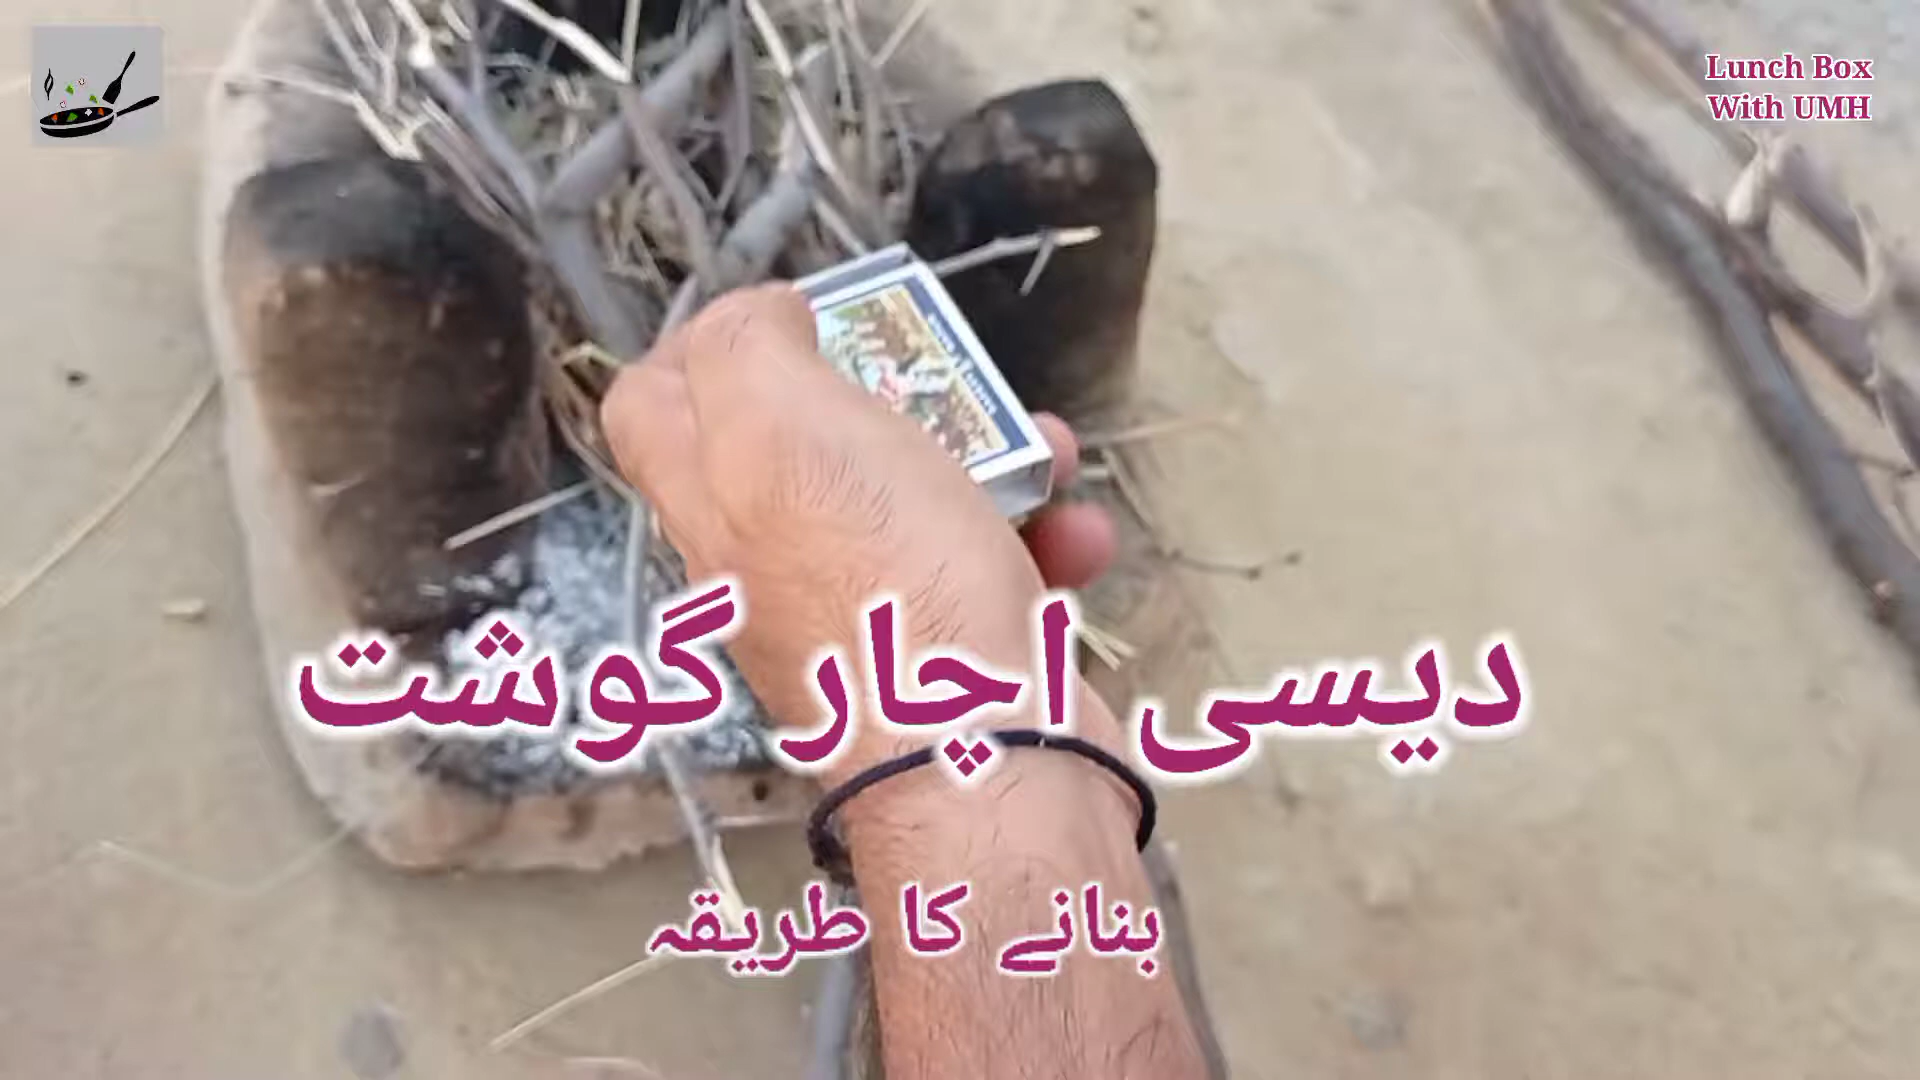 Lunch Box
With UMH
دیسی اچار گوشت
بنانے کا طریقہ